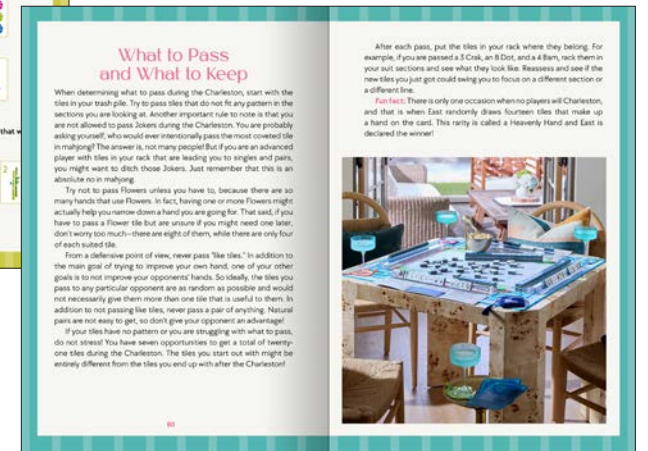 What to Pass
and What to Keep
When determining what to pass during the Charleston, start with the
tiles in your trash pile. Try to pass tiles that do not fit any pattern in the
sections you are looking at. Another important rule to note is that you
are not allowed to pass Jokers during the Charleston. You are probably
asking yourself, who would ever intentionally pass the most coveted tile
in mahjong? The answer is, not many people! But if you are an advanced
player with tiles in your rack that are leading you to singles and pairs,
you might want to ditch those Jokers. Just remember that this is an
absolute no in mahjong.
Try not to pass Flowers unless you have to, because there are so
many hands that use Flowers. In fact, having one or more Flowers might
actually help you narrow down a hand you are going for. That said, if you
have to pass a Flower tile but are unsure if you might need one later,
don't worry too much—there are eight of them, while there are only four
of each suited tile.
From a defensive point of view, never pass "like tiles." In addition to
the main goal of trying to improve your own hand, one of your other
goals is to not improve your opponents' hands. So ideally, the tiles you
pass to any particular opponent are as random as possible and would
not necessarily give them more than one tile that is useful to them. In
addition to not passing like tiles, never pass a pair of anything. Natural
pairs are not easy to get, so don't give your opponent an advantage!
If your tiles have no pattern or you are struggling with what to pass,
do not stress! You have seven opportunities to get a total of twenty-
one tiles during the Charleston. The tiles you start out with might be
entirely different from the tiles you end up with after the Charleston!
60
After each pass, put the tiles in your rack where they belong. For
example, if you are passed a 3 Crak, an 8 Dot, and a 4 Bam, rack them in
your suit sections and see what they look like. Reassess and see if the
new tiles you just got could swing you to focus on a different section or
a different line.
Fun fact: There is only one occasion when no players will Charleston,
and that is when East randomly draws fourteen tiles that make up
a hand on the card. This rarity is called a Heavenly Hand and East is
declared the winner!
that w
2